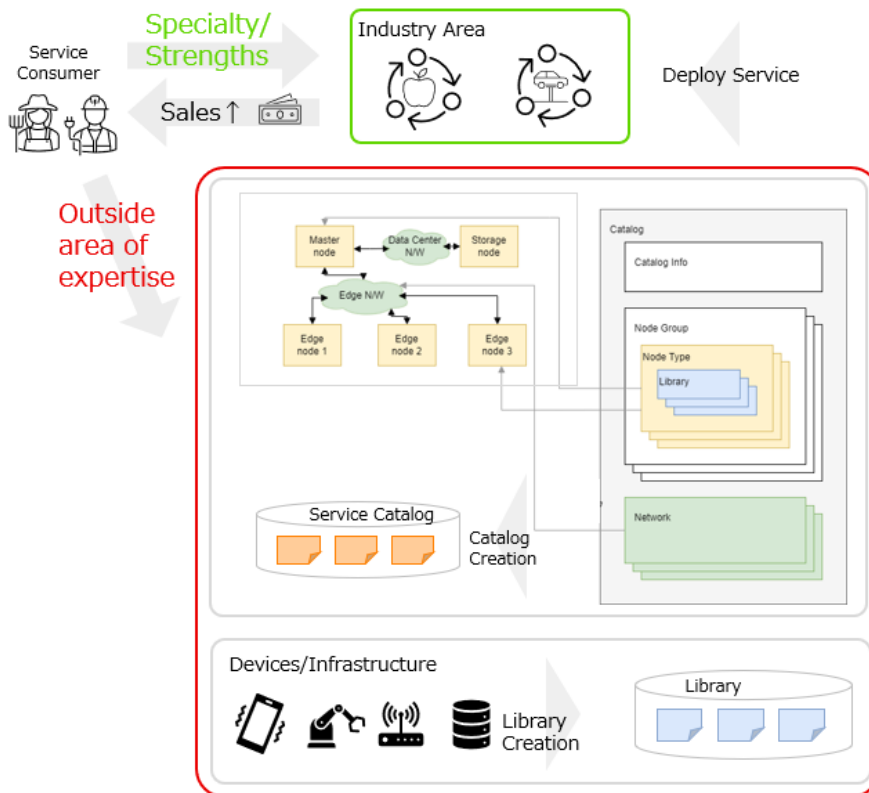 Service
Consumer
Specialty/
Strengths
Sales↑
Industry Area
Deploy Service
Outside
area of
expertise
Master
node
Data Center
N/W
Storage
node
Edge N/W
Edge
node 1
Edge
node 2
Edge
node 3
Catalog
Catalog Info
Node Group
Node Type
Library
Network
Service Catalog
Catalog
Creation
Devices/Infrastructure
Library
Creation
Library